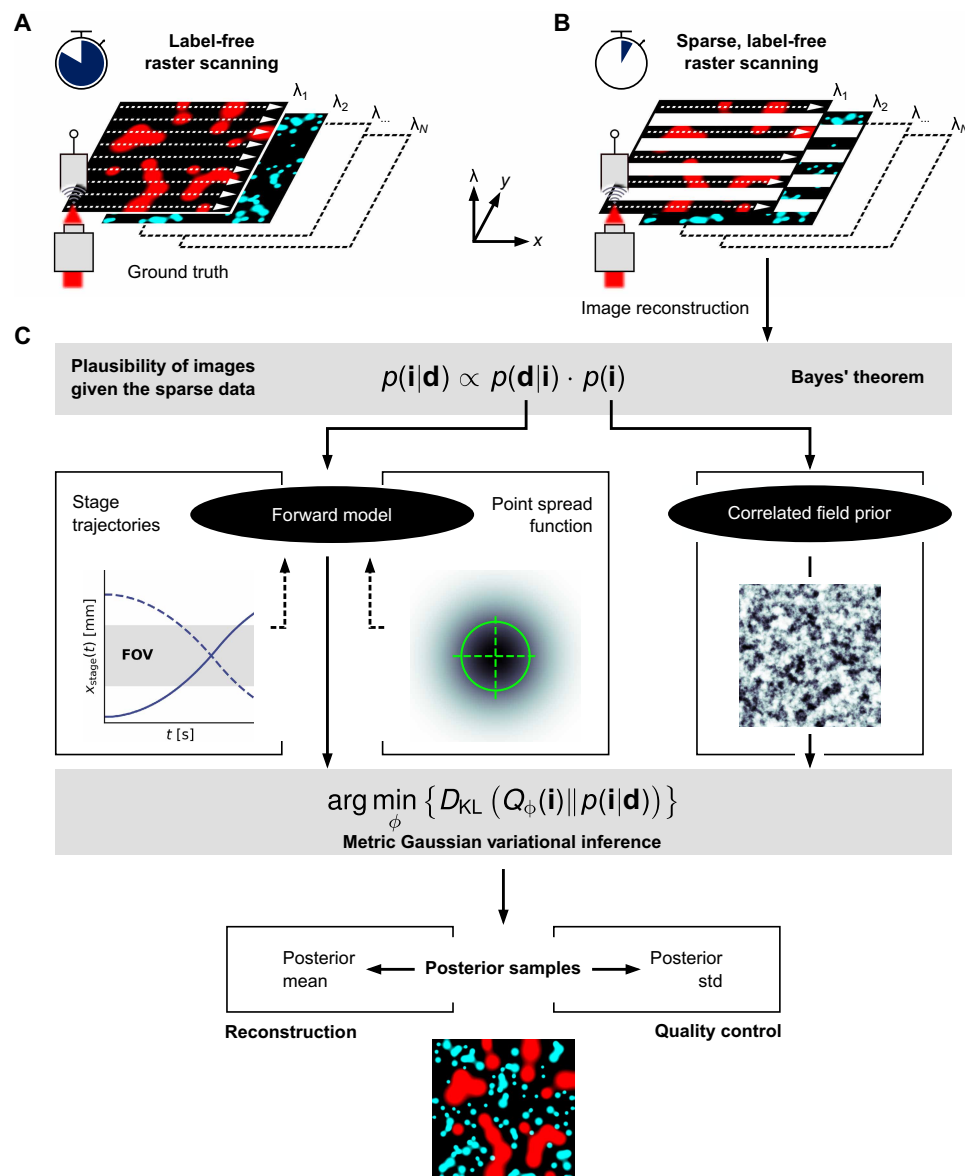 A
Label-free
raster scanning
λ1
λ2
λ...
λN
Ground truth
λ
y
x
B
Sparse, label-free
raster scanning
λ1
λ2
λ...
λN
Image reconstruction
C
Plausibility of images
given the sparse data
p(i|d) ∝ p(d|i) · p(i)
Bayes' theorem
Stage
trajectories
Forward model
Point spread
function
Correlated field prior
xstage(t) [mm]
FOV
t [s]
arg minϕ {DKL (Qϕ(i)‖p(i|d))}
Metric Gaussian variational inference
Posterior
mean
Posterior samples
Posterior
std
Reconstruction
Quality control